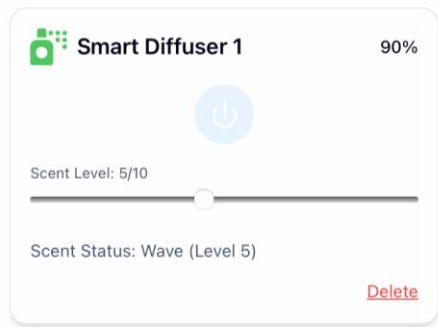 Smart Diffuser 1 90%
Scent Level: 5/10
Scent Status: Wave (Level 5)
Delete